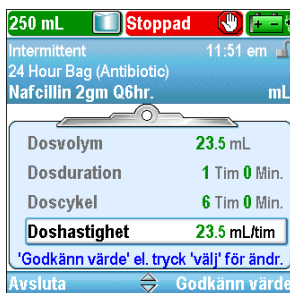 250 mL Stoppad
Intermittent 11:51 em
24 Hour Bag (Antibiotic)
Nafcillin 2gm Q6hr. mL
Dosvolym 23.5 mL
Dosduration 1 Tim 0 Min.
Doscykel 6 Tim 0 Min.
Doshastighet 23.5 mL/tim
'Godkänn värde' el. tryck 'välj' för ändr.
Avsluta Godkänn värde